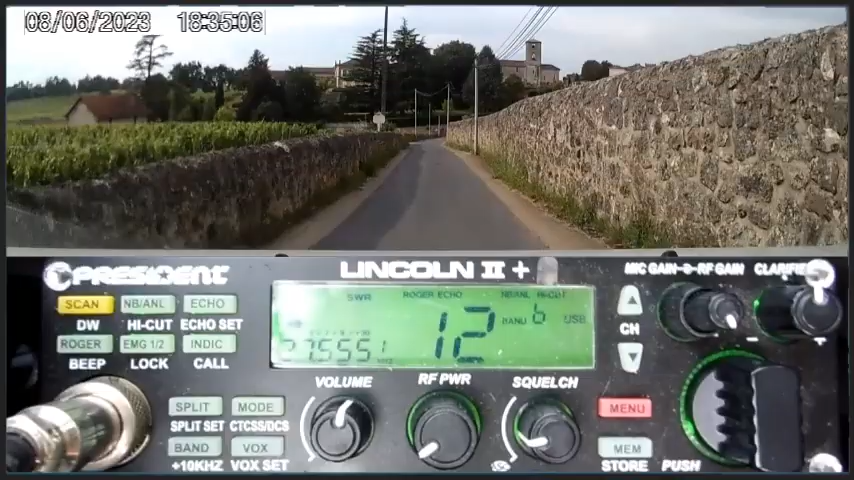 08/06/2023 18:35:06
PRESIDENT LINCOLN II + MIC GAIN RF GAIN CLARIFIER
SCAN NB/ANL ECHO
DW HI-CUT ECHO SET
ROGER EMG 1/2 INDIC
BEEP LOCK CALL
SWR ROGER ECHO NB/ANL HI-CUT
12 BAND 6 USB
27.555
CH
VOLUME RF PWR SQUELCH
SPLIT MODE
SPLIT SET CTCSS/DCS
BAND VOX
+10KHZ VOX SET
MENU
MEM
STORE PUSH